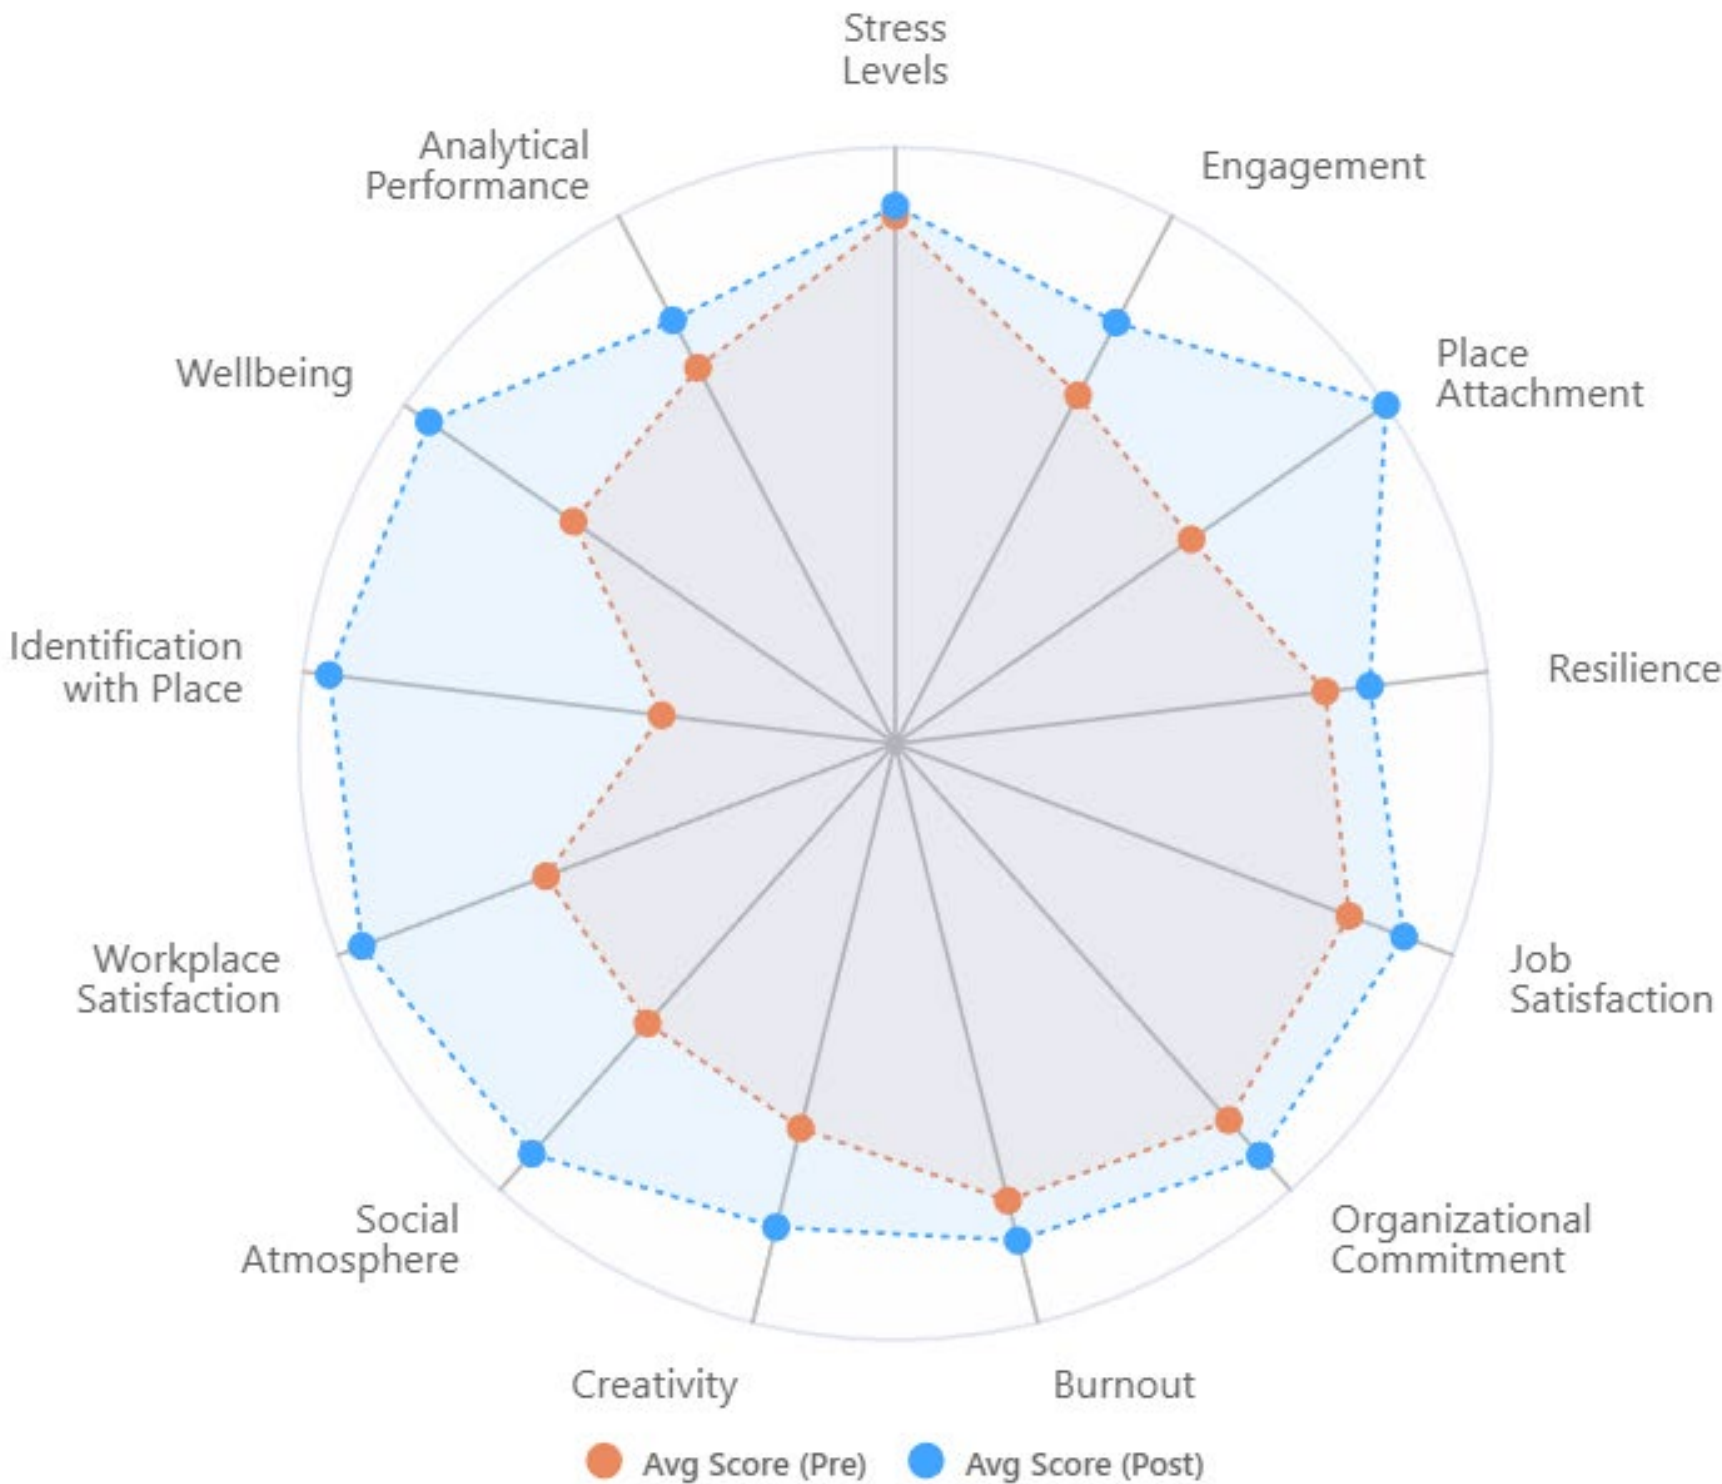 Stress
Levels
Engagement
Place
Attachment
Resilience
Job
Satisfaction
Organizational
Commitment
Burnout
Creativity
Social
Atmosphere
Workplace
Satisfaction
Identification
with Place
Wellbeing
Analytical
Performance
Avg Score (Pre)
Avg Score (Post)